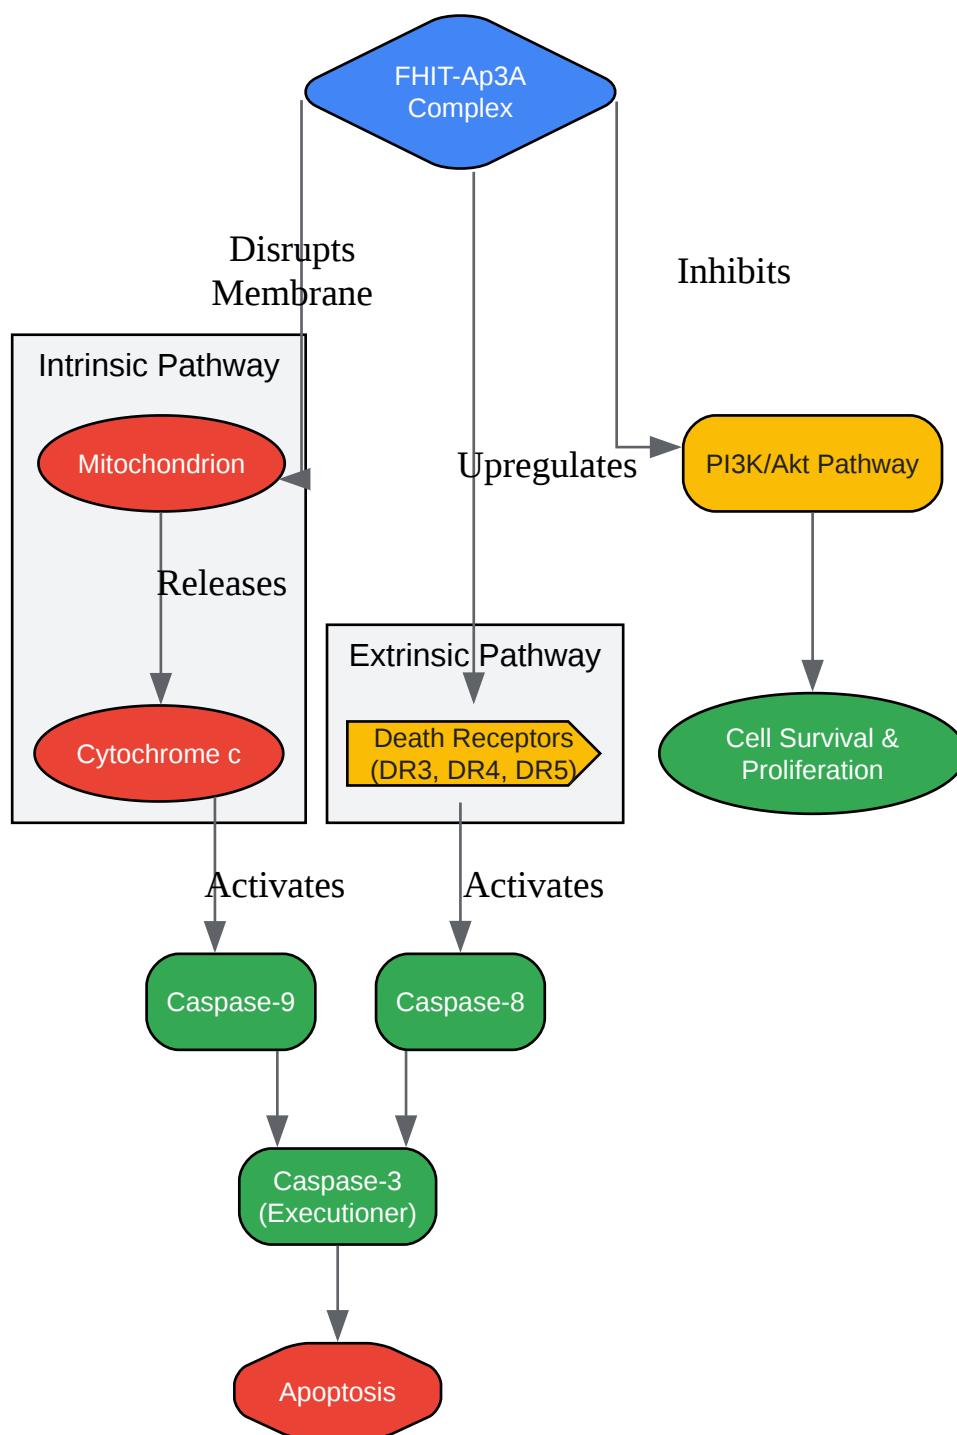 FHIT-Ap3A
Complex
Disrupts
Membrane
Inhibits
Intrinsic Pathway
Mitochondrion
Upregulates
PI3K/Akt Pathway
Releases
Extrinsic Pathway
Cytochrome c
Death Receptors
(DR3, DR4, DR5)
Cell Survival &
Proliferation
Activates
Activates
Caspase-9
Caspase-8
Caspase-3
(Executioner)
Apoptosis